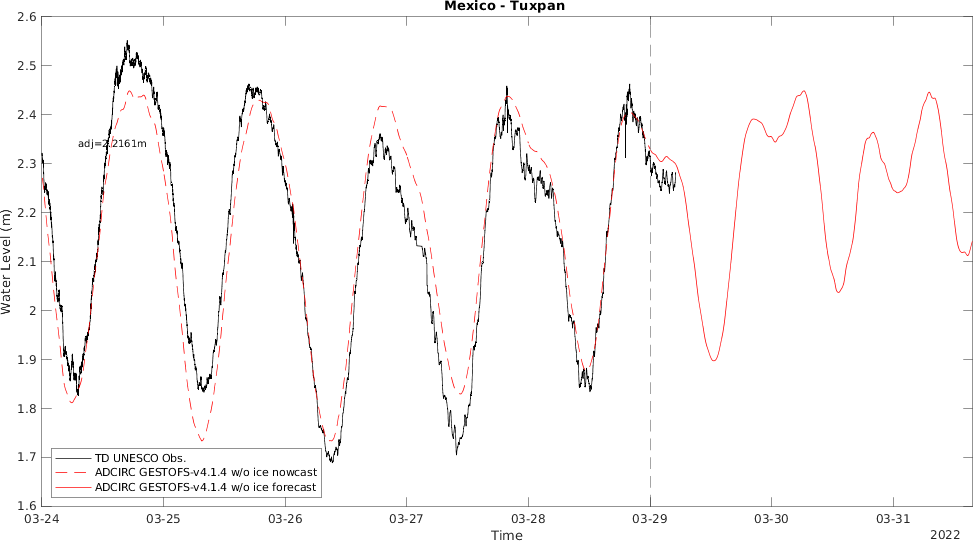 Mexico - Tuxpan
2.6
2.5
2.4
2.3
2.2
2.1
2
1.9
1.8
1.7
1.6
Water Level (m)
adj=2.2161m
TD UNESCO Obs.
ADCIRC GESTOFS-v4.1.4 w/o ice nowcast
ADCIRC GESTOFS-v4.1.4 w/o ice forecast
03-24 03-25 03-26 03-27 03-28 03-29 03-30 03-31
Time
2022